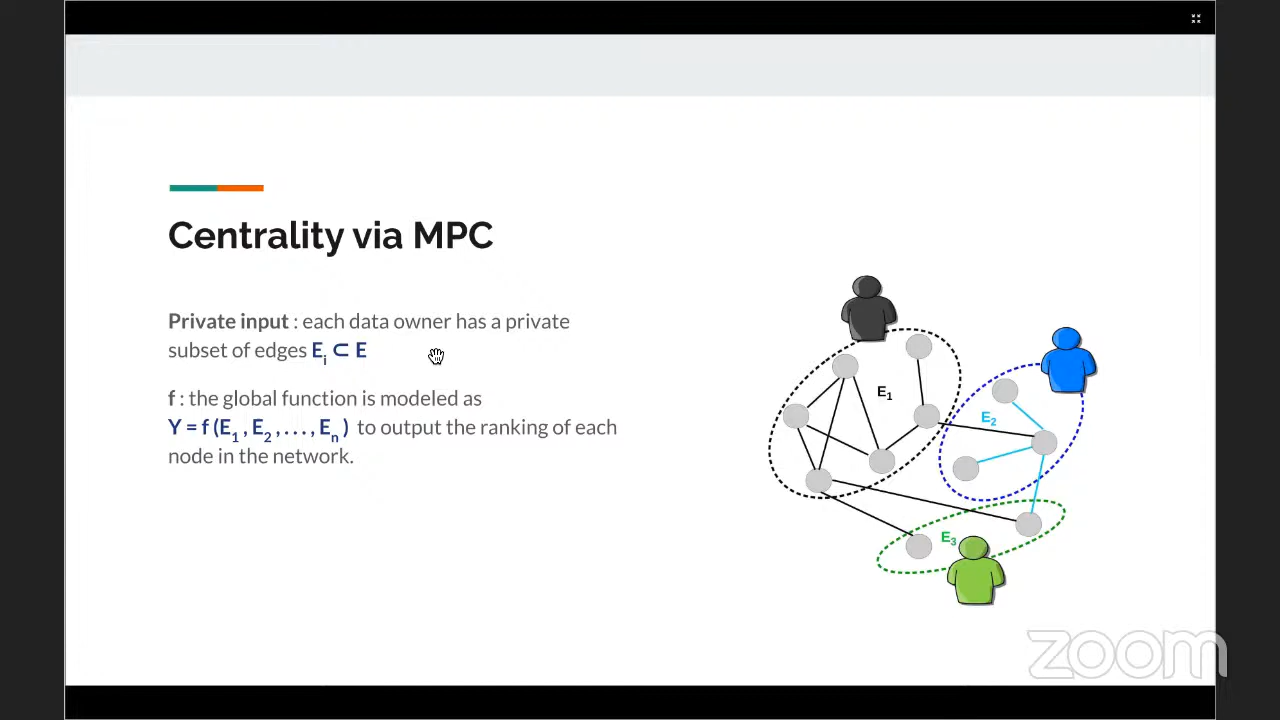 Centrality via MPC
Private input : each data owner has a private
subset of edges Eᵢ ⊂ E
f : the global function is modeled as
Y = f (E₁ , E₂ , . . . , Eₙ ) to output the ranking of each
node in the network.
E₁
E₂
E₃
zoom